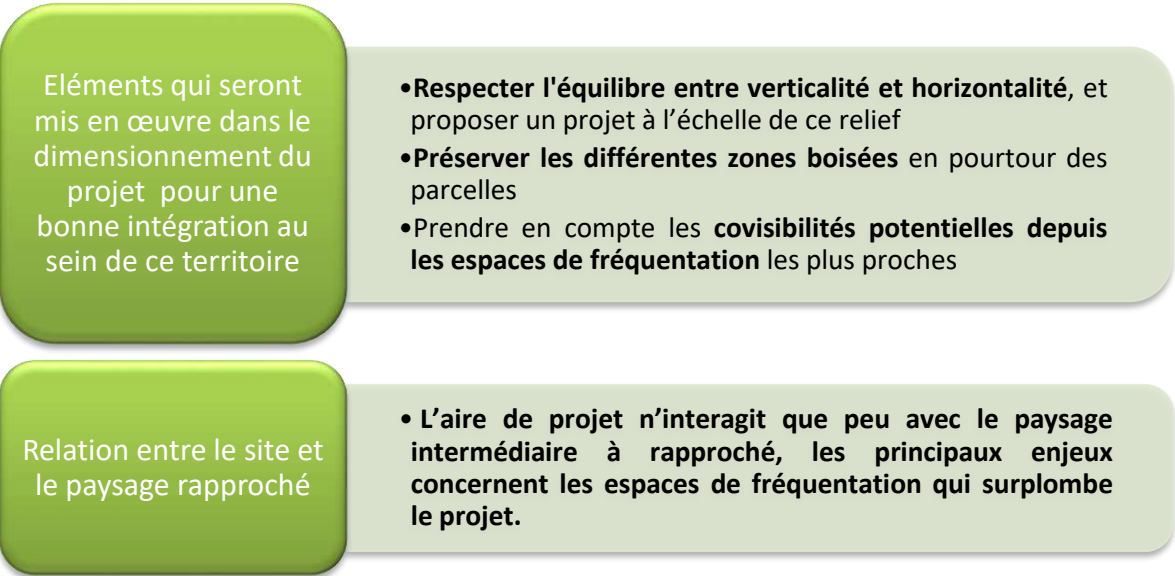 Eléments qui seront
mis en œuvre dans le
dimensionnement du
projet pour une
bonne intégration au
sein de ce territoire
•Respecter l'équilibre entre verticalité et horizontalité, et
proposer un projet à l’échelle de ce relief
•Préserver les différentes zones boisées en pourtour des
parcelles
•Prendre en compte les covisibilités potentielles depuis
les espaces de fréquentation les plus proches
Relation entre le site et
le paysage rapproché
• L’aire de projet n’interagit que peu avec le paysage
intermédiaire à rapproché, les principaux enjeux
concernent les espaces de fréquentation qui surplombe
le projet.